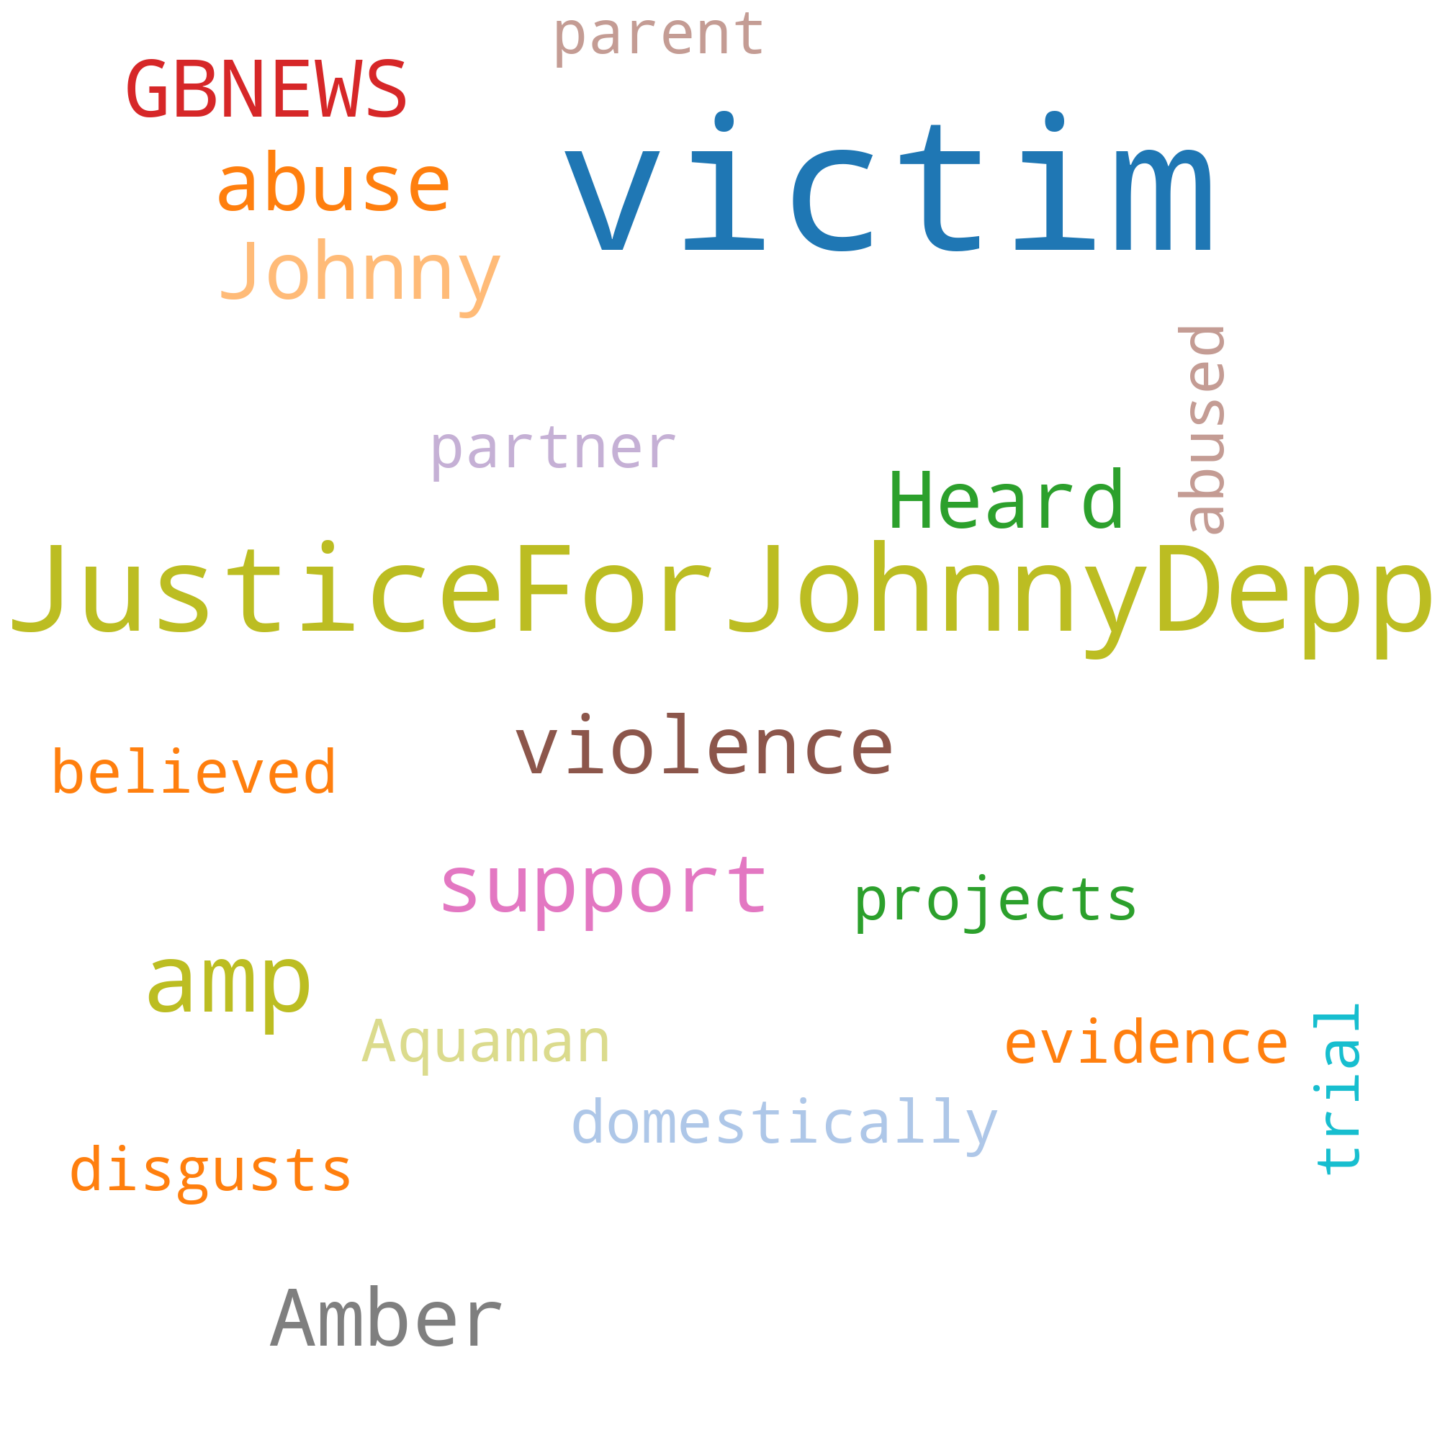 parent
GBNEWS
victim
abuse
Johnny
abused
partner
Heard
JusticeForJohnnyDepp
violence
believed
support
projects
amp
Aquaman
evidence
trial
domestically
disgusts
Amber